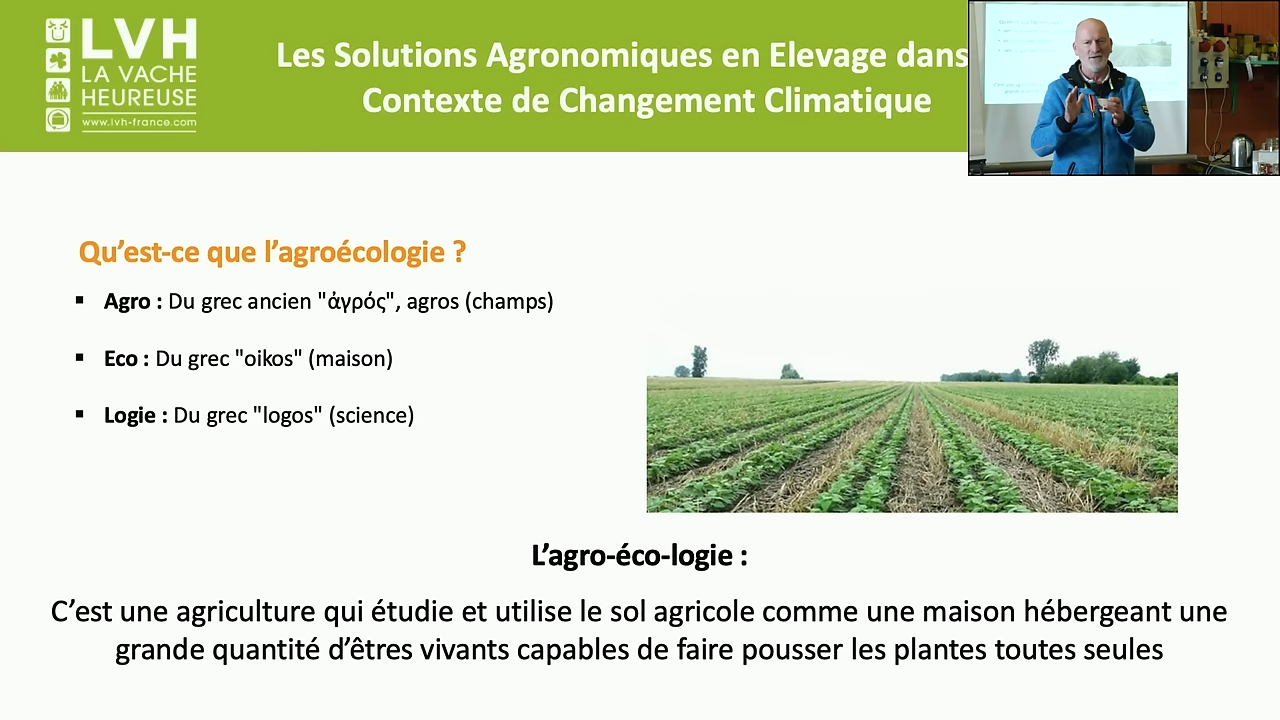 LVH
LA VACHE
HEUREUSE
www.lvh-france.com
Les Solutions Agronomiques en Elevage dans
Contexte de Changement Climatique
Qu’est-ce que l’agroécologie ?
▪ Agro : Du grec ancien "ἀγρός", agros (champs)
▪ Eco : Du grec "oikos" (maison)
▪ Logie : Du grec "logos" (science)
L’agro-éco-logie :
C’est une agriculture qui étudie et utilise le sol agricole comme une maison hébergeant une
grande quantité d’êtres vivants capables de faire pousser les plantes toutes seules